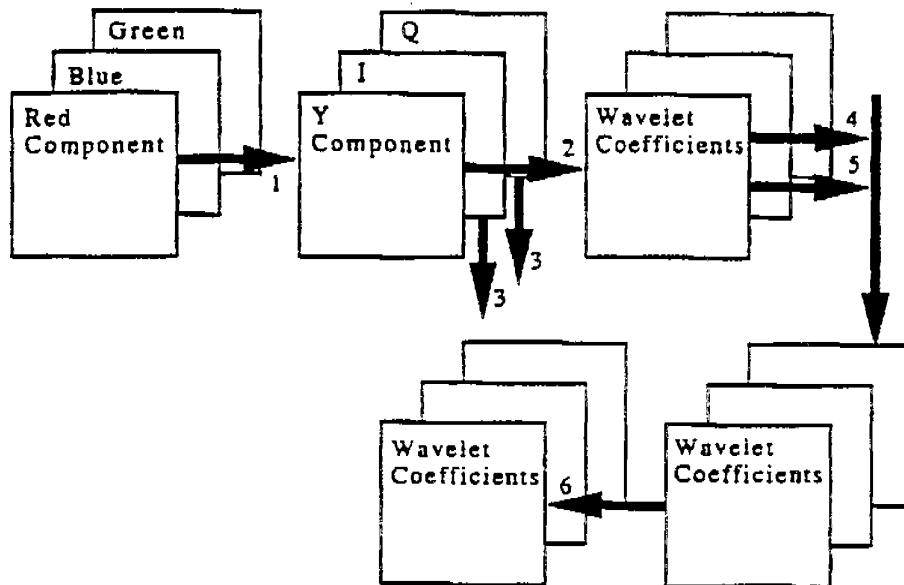 Green
Blue
Red
Component
1
Q
I
Y
Component
2
3
3
Wavelet
Coefficients
4
5
Wavelet
Coefficients
6
Wavelet
Coefficients